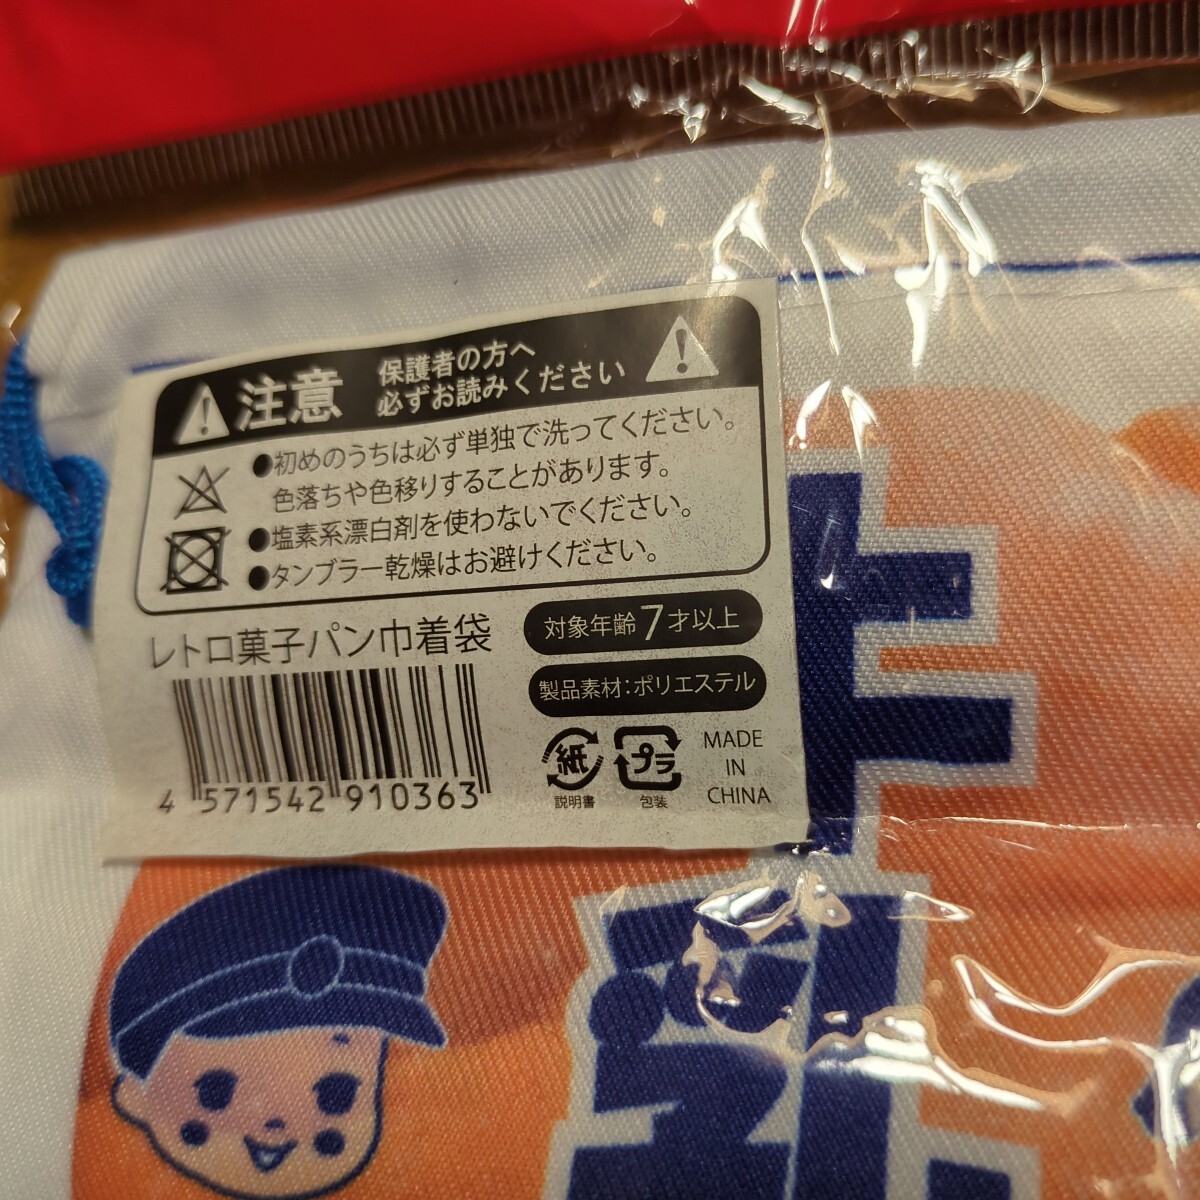 注意
保護者の方へ
必ずお読みください
●初めのうちは必ず単独で洗ってください。
色落ちや色移りすることがあります。
●塩素系漂白剤を使わないでください。
●タンブラー乾燥はお避けください。
レトロ菓子パン巾着袋
対象年齢7才以上
製品素材:ポリエステル
4 571542 910363
紙
説明書
プラ
包装
MADE
IN
CHINA